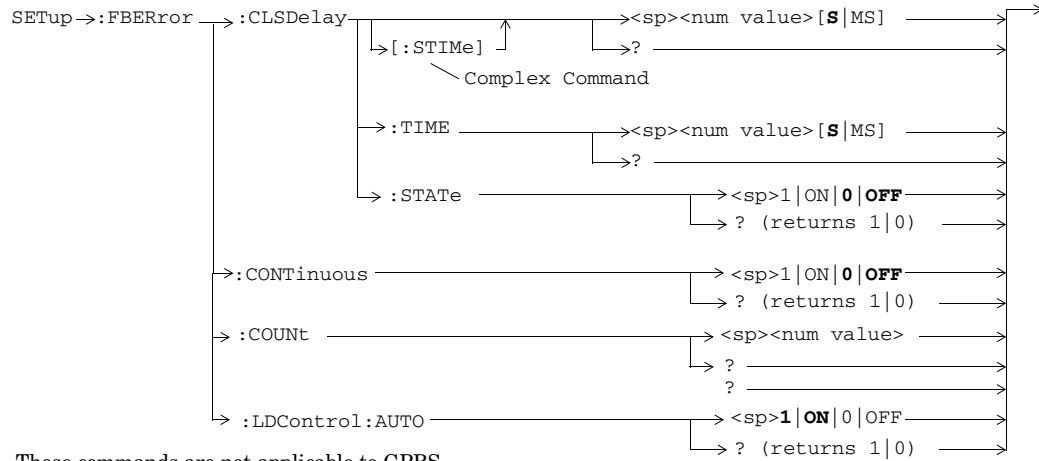 SETup :FBERror :CLSDelay <sp><num value>[S|MS]
[:STIMe] ?
Complex Command
:TIME <sp><num value>[S|MS]
?
:STATe <sp>1|ON|0|OFF
? (returns 1|0)
:CONTinuous <sp>1|ON|0|OFF
? (returns 1|0)
:COUNt <sp><num value>
?
?
:LDControl:AUTO <sp>1|ON|0|OFF
? (returns 1|0)
These commands are not applicable to GPRS